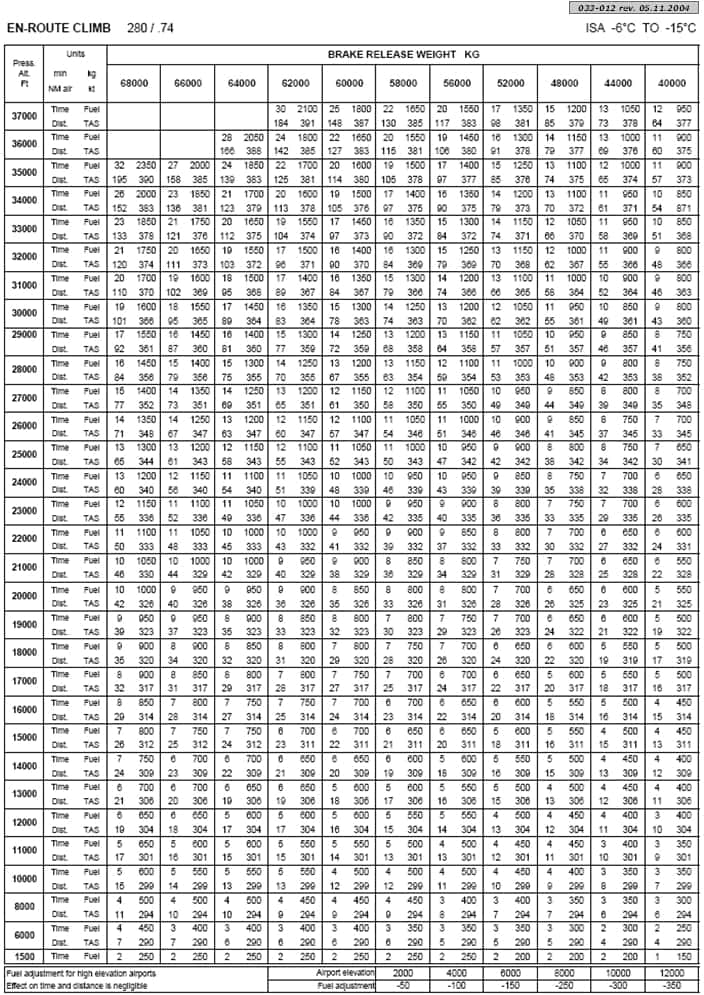 033-012 rev. 05.11.2004
EN-ROUTE CLIMB 280 / .74 ISA -6°C TO -15°C
Press. Alt. Ft Units BRAKE RELEASE WEIGHT KG
min kg 68000 66000 64000 62000 60000 58000 56000 52000 48000 44000 40000
NM air kt
37000 Time Fuel 30 2100 25 1800 22 1650 20 1550 17 1350 15 1200 13 1050 12 950
Dist. TAS 184 391 148 387 130 385 117 383 98 381 85 379 73 378 64 377
36000 Time Fuel 28 2050 24 1800 22 1650 20 1550 19 1450 16 1300 14 1150 13 1000 11 900
Dist. TAS 166 388 142 385 127 383 115 381 106 380 91 378 79 377 69 376 60 375
35000 Time Fuel 32 2350 27 2000 24 1850 22 1700 20 1600 19 1500 17 1400 15 1250 13 1100 12 1000 11 900
Dist. TAS 195 390 158 385 139 383 125 381 114 380 105 378 97 377 85 376 74 375 65 374 57 373
34000 Time Fuel 26 2000 23 1850 21 1700 20 1600 19 1500 17 1400 16 1350 14 1200 13 1100 11 950 10 850
Dist. TAS 152 383 136 381 123 379 113 378 105 376 97 375 90 375 79 373 70 372 61 371 54 871
33000 Time Fuel 23 1850 21 1750 20 1650 19 1550 17 1450 16 1350 15 1300 14 1150 12 1050 11 950 10 850
Dist. TAS 133 378 121 376 112 375 104 374 97 373 90 372 84 372 74 371 66 370 58 369 51 368
32000 Time Fuel 21 1750 20 1650 19 1550 17 1500 16 1400 16 1300 15 1250 13 1150 12 1000 11 900 9 800
Dist. TAS 120 374 111 373 103 372 96 371 90 370 84 369 79 369 70 368 62 367 55 366 48 366
31000 Time Fuel 20 1700 19 1600 18 1500 17 1400 16 1350 15 1300 14 1200 13 1100 11 1000 10 900 9 800
Dist. TAS 110 370 102 369 95 368 89 367 84 367 79 366 74 366 66 365 58 364 52 364 46 363
30000 Time Fuel 19 1600 18 1550 17 1450 16 1350 15 1300 14 1250 13 1200 12 1050 11 950 10 850 9 800
Dist. TAS 101 366 95 365 89 364 83 364 78 363 74 363 70 362 62 362 55 361 49 361 43 360
29000 Time Fuel 17 1550 16 1450 16 1400 15 1300 14 1250 13 1200 13 1150 11 1050 10 950 9 850 8 750
Dist. TAS 92 361 87 360 81 360 77 359 72 359 68 358 64 358 57 357 51 357 46 357 41 356
28000 Time Fuel 16 1450 15 1400 15 1300 14 1250 13 1200 13 1150 12 1100 11 1000 10 900 9 800 8 750
Dist. TAS 84 356 79 356 75 355 70 355 67 355 63 354 59 354 53 353 48 353 42 353 38 352
27000 Time Fuel 15 1400 14 1350 14 1250 13 1200 12 1150 12 1100 11 1050 10 950 9 850 8 800 8 700
Dist. TAS 77 352 73 351 69 351 65 351 61 350 58 350 55 350 49 349 44 349 39 349 35 348
26000 Time Fuel 14 1350 14 1250 13 1200 12 1150 12 1100 11 1050 11 1000 10 900 9 850 8 750 7 700
Dist. TAS 71 348 67 347 63 347 60 347 57 347 54 346 51 346 46 346 41 345 37 345 33 345
25000 Time Fuel 13 1300 13 1200 12 1150 12 1100 11 1050 11 1000 10 950 9 900 8 800 8 750 7 650
Dist. TAS 65 344 61 343 58 343 55 343 52 343 50 343 47 342 42 342 38 342 34 342 30 341
24000 Time Fuel 13 1200 12 1150 11 1100 11 1050 10 1000 10 950 10 950 9 850 8 750 7 700 6 650
Dist. TAS 60 340 56 340 54 340 51 339 48 339 46 339 43 339 39 339 35 338 32 338 28 338
23000 Time Fuel 12 1150 11 1100 11 1050 10 1000 10 1000 9 950 9 900 8 800 7 750 7 700 6 600
Dist. TAS 55 336 52 336 49 336 47 336 44 336 42 335 40 335 36 335 33 335 29 335 26 335
22000 Time Fuel 11 1100 11 1050 10 1000 10 1000 9 950 9 900 9 850 8 800 7 700 6 650 6 600
Dist. TAS 50 333 48 333 45 333 43 332 41 332 39 332 37 332 33 332 30 332 27 332 24 331
21000 Time Fuel 10 1050 10 1000 10 1000 9 950 9 900 8 850 8 800 7 750 7 700 6 650 6 550
Dist. TAS 46 330 44 329 42 329 40 329 38 329 36 329 34 329 31 329 28 328 25 328 22 328
20000 Time Fuel 10 1000 9 950 9 950 9 900 8 850 8 800 8 800 7 700 6 650 6 600 5 550
Dist. TAS 42 326 40 326 38 326 36 326 35 326 33 326 31 326 28 326 26 325 23 325 21 325
19000 Time Fuel 9 950 9 950 8 900 8 850 8 800 7 800 7 750 7 700 6 650 6 600 5 500
Dist. TAS 39 323 37 323 35 323 33 323 32 323 30 323 29 323 26 323 24 322 21 322 19 322
18000 Time Fuel 9 900 8 900 8 850 8 800 7 800 7 750 7 700 6 650 6 600 5 550 5 500
Dist. TAS 35 320 34 320 32 320 31 320 29 320 28 320 26 320 24 320 22 320 19 319 17 319
17000 Time Fuel 8 900 8 850 8 800 7 800 7 750 7 700 6 700 6 650 5 600 5 550 5 500
Dist. TAS 32 317 31 317 29 317 28 317 27 317 25 317 24 317 22 317 20 317 18 317 16 317
16000 Time Fuel 8 850 7 800 7 750 7 750 7 700 6 700 6 650 6 600 5 550 5 500 4 450
Dist. TAS 29 314 28 314 27 314 25 314 24 314 23 314 22 314 20 314 18 314 16 314 15 314
15000 Time Fuel 7 800 7 750 7 750 6 700 6 700 6 650 6 650 5 600 5 550 4 500 4 450
Dist. TAS 26 312 25 312 24 312 23 311 22 311 21 311 20 311 18 311 16 311 15 311 13 311
14000 Time Fuel 7 750 6 700 6 700 6 650 6 650 6 600 5 600 5 550 5 500 4 450 4 400
Dist. TAS 24 309 23 309 22 309 21 309 20 309 19 309 18 309 16 309 15 309 13 309 12 309
13000 Time Fuel 6 700 6 700 6 650 6 650 5 600 5 600 5 550 5 500 4 500 4 450 4 400
Dist. TAS 21 306 20 306 19 306 19 306 18 306 17 306 16 306 15 306 13 306 12 306 11 306
12000 Time Fuel 6 650 6 650 5 600 5 600 5 600 5 550 5 550 4 500 4 450 4 400 3 400
Dist. TAS 19 304 18 304 17 304 17 304 16 304 15 304 14 304 13 304 12 304 11 304 10 304
11000 Time Fuel 5 650 5 600 5 600 5 550 5 550 5 500 4 500 4 450 4 400 3 400 3 350
Dist. TAS 17 301 16 301 15 301 15 301 14 301 13 301 13 301 12 301 11 301 10 301 9 301
10000 Time Fuel 5 600 5 550 5 550 5 500 4 500 4 500 4 450 4 450 3 400 3 350 3 350
Dist. TAS 15 299 14 299 13 299 13 299 12 299 12 299 11 299 10 299 9 299 8 299 7 299
8000 Time Fuel 4 500 4 500 4 500 4 450 4 450 4 400 3 400 3 400 3 350 3 350 3 300
Dist. TAS 11 294 10 294 10 294 9 294 9 294 9 294 8 294 7 294 7 294 6 294 6 294
6000 Time Fuel 4 450 3 400 3 400 3 400 3 400 3 350 3 350 3 350 3 300 2 300 2 250
Dist. TAS 7 290 7 290 6 290 6 290 6 290 6 290 5 290 5 290 5 290 4 290 4 290
1500 Time Fuel 2 250 2 250 2 250 2 250 2 250 2 250 2 250 2 200 2 200 2 200 1 150
Fuel adjustment for high elevation airports Airport elevation 2000 4000 6000 8000 10000 12000
Effect on time and distance is negligible Fuel adjustment -50 -100 -150 -250 -300 -350